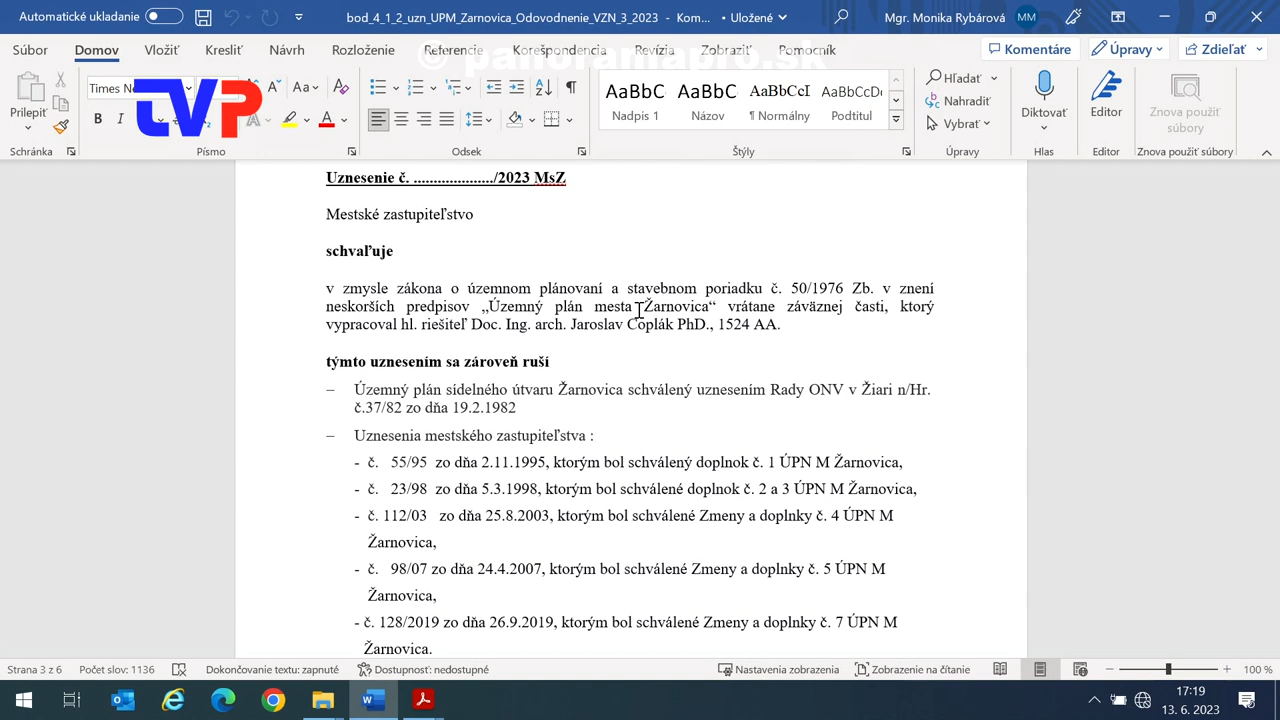 Automatické ukladanie
bod_4_1_2_uzn_UPM_Zarnovica_Odovodnenie_VZN_3_2023 - Kom... • Uložené
Mgr. Monika Rybárová
MM
Súbor Domov Vložiť Kresliť Návrh Rozloženie Referencie Korešpondencia Revízia Zobraziť Pomocník
Komentáre Úpravy Zdieľať
© panoramapro.sk
Times Ne
TVP
Prilepiť
B I
Aa
AaBbC AaBbC AaBbCcI AaBbCcDı
Nadpis 1 Názov ¶ Normálny Podtitul
Hľadať
Nahradiť
Vybrať
Diktovať
Editor
Znova použiť
súbory
Schránka Písmo Odsek Štýly Úpravy Hlas Editor Znova použiť súbory
Uznesenie č. ..................../2023 MsZ
Mestské zastupiteľstvo
schvaľuje
v zmysle zákona o územnom plánovaní a stavebnom poriadku č. 50/1976 Zb. v znení
neskorších predpisov „Územný plán mesta Žarnovica“ vrátane záväznej časti, ktorý
vypracoval hl. riešiteľ Doc. Ing. arch. Jaroslav Coplák PhD., 1524 AA.
týmto uznesením sa zároveň ruší
– Územný plán sídelného útvaru Žarnovica schválený uznesením Rady ONV v Žiari n/Hr.
č.37/82 zo dňa 19.2.1982
– Uznesenia mestského zastupiteľstva :
- č. 55/95 zo dňa 2.11.1995, ktorým bol schválený doplnok č. 1 ÚPN M Žarnovica,
- č. 23/98 zo dňa 5.3.1998, ktorým bol schválené doplnok č. 2 a 3 ÚPN M Žarnovica,
- č. 112/03 zo dňa 25.8.2003, ktorým bol schválené Zmeny a doplnky č. 4 ÚPN M
Žarnovica,
- č. 98/07 zo dňa 24.4.2007, ktorým bol schválené Zmeny a doplnky č. 5 ÚPN M
Žarnovica,
- č. 128/2019 zo dňa 26.9.2019, ktorým bol schválené Zmeny a doplnky č. 7 ÚPN M
Žarnovica.
Strana 3 z 6 Počet slov: 1136 Dokončovanie textu: zapnuté Dostupnosť: nedostupné Nastavenia zobrazenia Zobrazenie na čítanie 100 %
17:19
13. 6. 2023